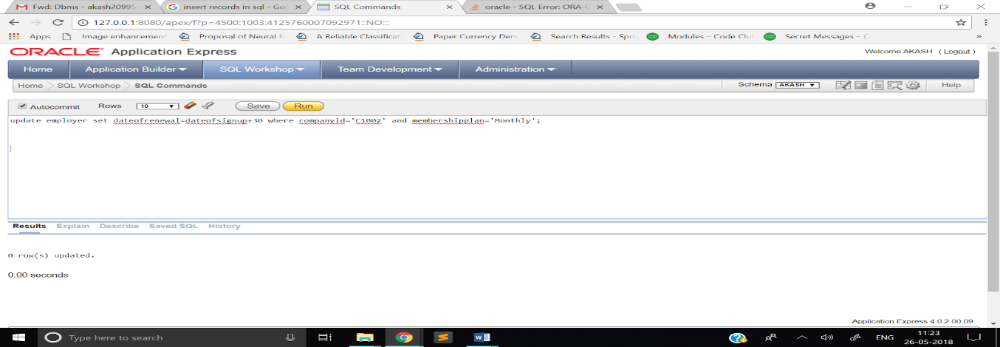 Fwd: Dbms - akash20995
insert records in sql - Goo
SQL Commands
oracle - SQL Error: ORA-0
127.0.0.1:8080/apex/f?p=4500:1003:4125760007092971::NO:::
Apps Image enhancement Proposal of Neural A Reliable Classificat Paper Currency Den Search Results - Spri Modules – Code Clu Secret Messages – C »
ORACLE Application Express
Welcome AKASH ( Logout )
Home Application Builder SQL Workshop Team Development Administration
Home SQL Workshop SQL Commands
Schema AKASH Help
Autocommit Rows 10 Save Run
update employer set dateofrenewal=dateofsignup+30 where companyid='C1002' and membershipplan='Monthly';
Results Explain Describe Saved SQL History
0 row(s) updated.
0.00 seconds
Application Express 4.0.2.00.09
Type here to search
ENG
11:23
26-05-2018